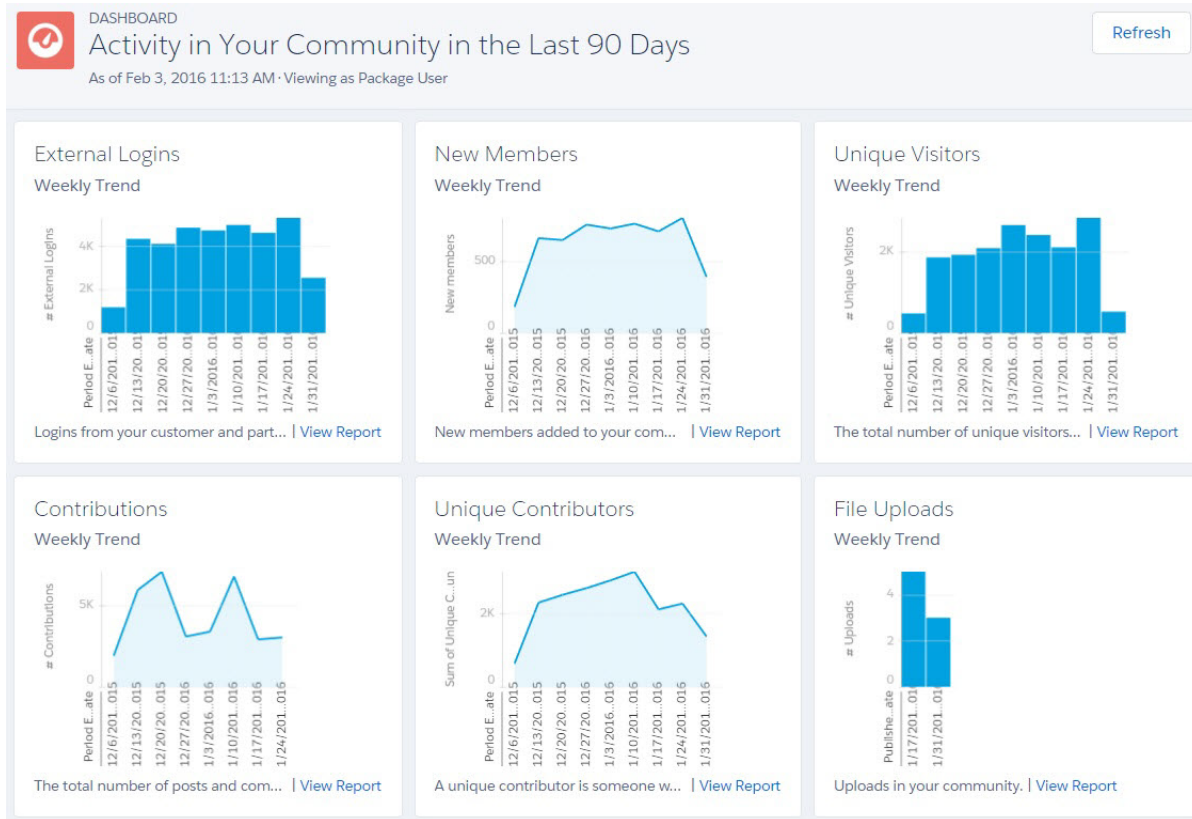 DASHBOARD
Activity in Your Community in the Last 90 Days
As of Feb 3, 2016 11:13 AM · Viewing as Package User
Refresh
External Logins
Weekly Trend
# External Logins
4K
2K
0
Period E...ate
12/6/201...015
12/13/20...015
12/20/20...015
12/27/20...016
1/3/2016...016
1/10/201...016
1/17/201...016
1/24/201...016
1/31/201...016
Logins from your customer and part... | View Report
New Members
Weekly Trend
New members
500
0
Period E...ate
12/6/201...015
12/13/20...015
12/20/20...015
12/27/20...016
1/3/2016...016
1/10/201...016
1/17/201...016
1/24/201...016
1/31/201...016
New members added to your com... | View Report
Unique Visitors
Weekly Trend
# Unique Visitors
2K
0
Period E...ate
12/6/201...015
12/13/20...015
12/20/20...015
12/27/20...016
1/3/2016...016
1/10/201...016
1/17/201...016
1/24/201...016
1/31/201...016
The total number of unique visitors... | View Report
Contributions
Weekly Trend
# Contributions
5K
0
Period E...ate
12/6/201...015
12/13/20...015
12/20/20...015
12/27/20...016
1/3/2016...016
1/10/201...016
1/17/201...016
1/24/201...016
The total number of posts and com... | View Report
Unique Contributors
Weekly Trend
Sum of Unique C...un
2K
0
Period E...ate
12/6/201...015
12/13/20...015
12/20/20...015
12/27/20...016
1/3/2016...016
1/10/201...016
1/17/201...016
1/24/201...016
1/31/201...016
A unique contributor is someone w... | View Report
File Uploads
Weekly Trend
# Uploads
4
2
0
Publishe...ate
1/17/201...016
1/31/201...016
Uploads in your community. | View Report